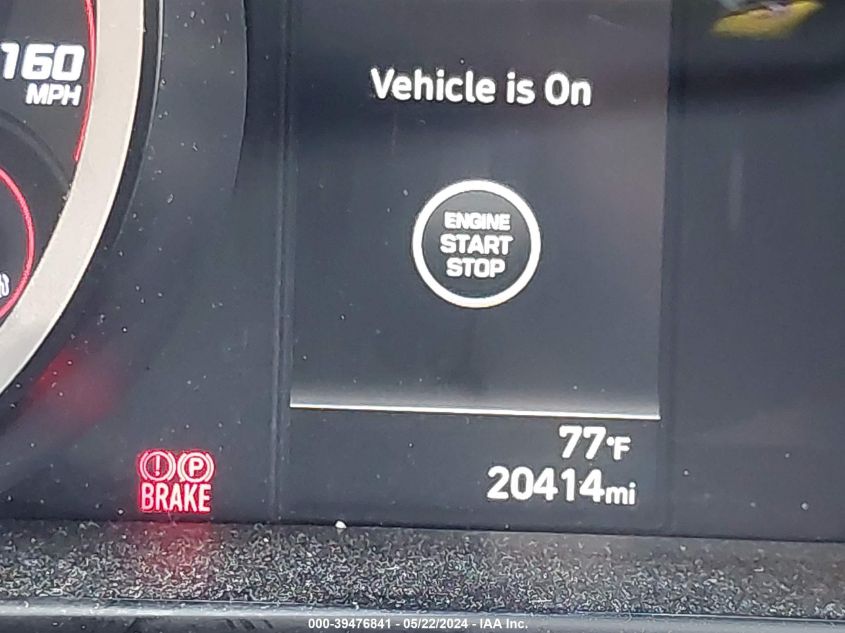 160
MPH
Vehicle is On
ENGINE
START
STOP
77°F
20414mi
! P
BRAKE
000-39476841 - 05/22/2024 - IAA Inc.